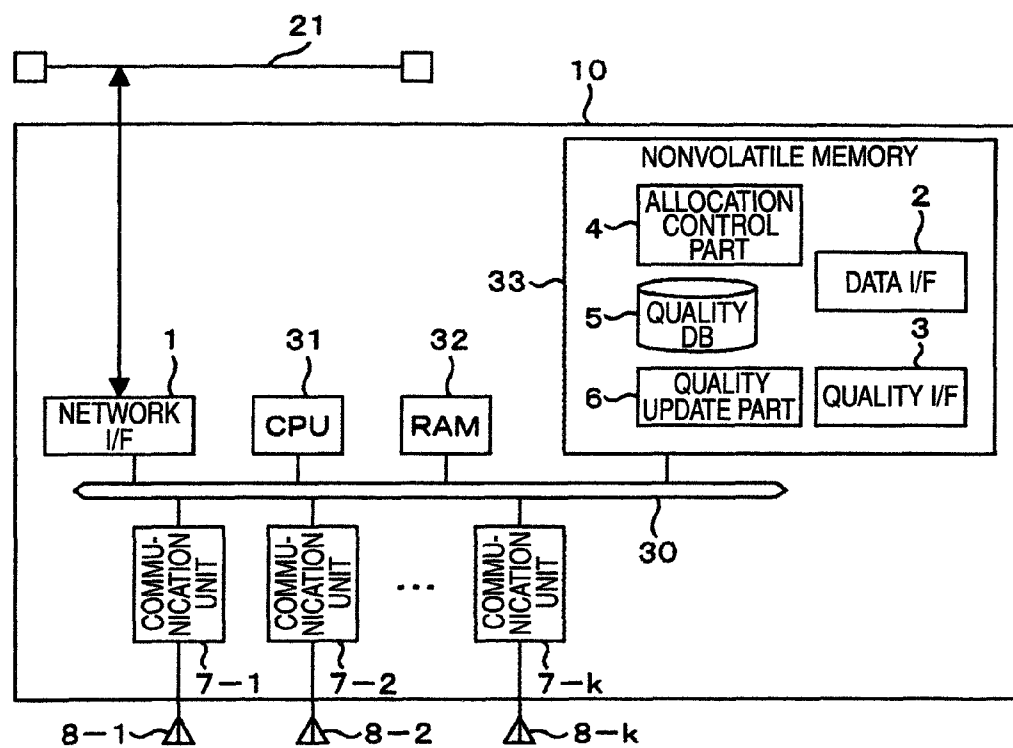 21
10
NONVOLATILE MEMORY
ALLOCATION
CONTROL
PART
4
2
DATA I/F
33
5
QUALITY
DB
3
6
QUALITY
UPDATE PART
QUALITY I/F
1
31
32
NETWORK
I/F
CPU
RAM
30
COMMU-
NICATION
UNIT
COMMU-
NICATION
UNIT
...
COMMU-
NICATION
UNIT
7-1
7-2
7-k
8-1
8-2
8-k